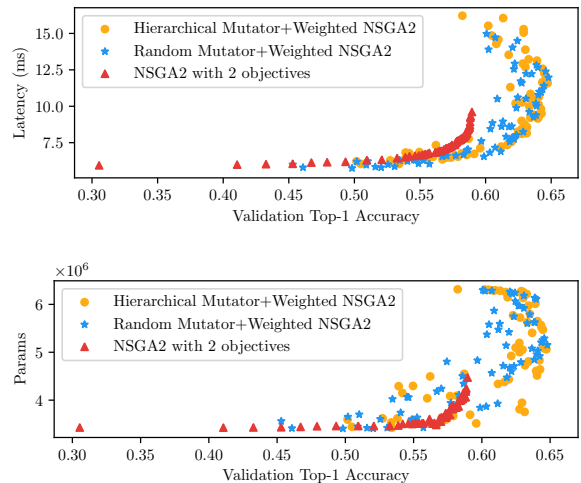 Hierarchical Mutator+Weighted NSGA2
Random Mutator+Weighted NSGA2
NSGA2 with 2 objectives
Latency (ms)
15.0
12.5
10.0
7.5
0.30 0.35 0.40 0.45 0.50 0.55 0.60 0.65
Validation Top-1 Accuracy
×10⁶
Hierarchical Mutator+Weighted NSGA2
Random Mutator+Weighted NSGA2
NSGA2 with 2 objectives
Params
6
5
4
0.30 0.35 0.40 0.45 0.50 0.55 0.60 0.65
Validation Top-1 Accuracy